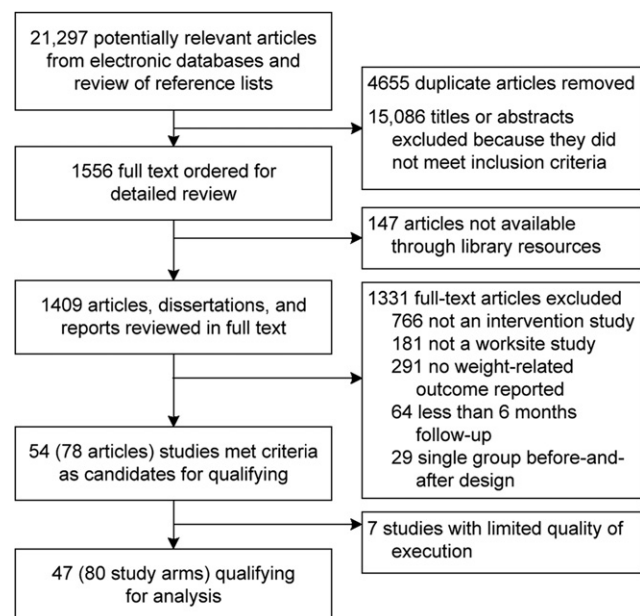 21,297 potentially relevant articles
from electronic databases and
review of reference lists
4655 duplicate articles removed
15,086 titles or abstracts
excluded because they did
not meet inclusion criteria
1556 full text ordered for
detailed review
147 articles not available
through library resources
1409 articles, dissertations, and
reports reviewed in full text
1331 full-text articles excluded
766 not an intervention study
181 not a worksite study
291 no weight-related
outcome reported
64 less than 6 months
follow-up
29 single group before-and-
after design
54 (78 articles) studies met criteria
as candidates for qualifying
7 studies with limited quality of
execution
47 (80 study arms) qualifying
for analysis